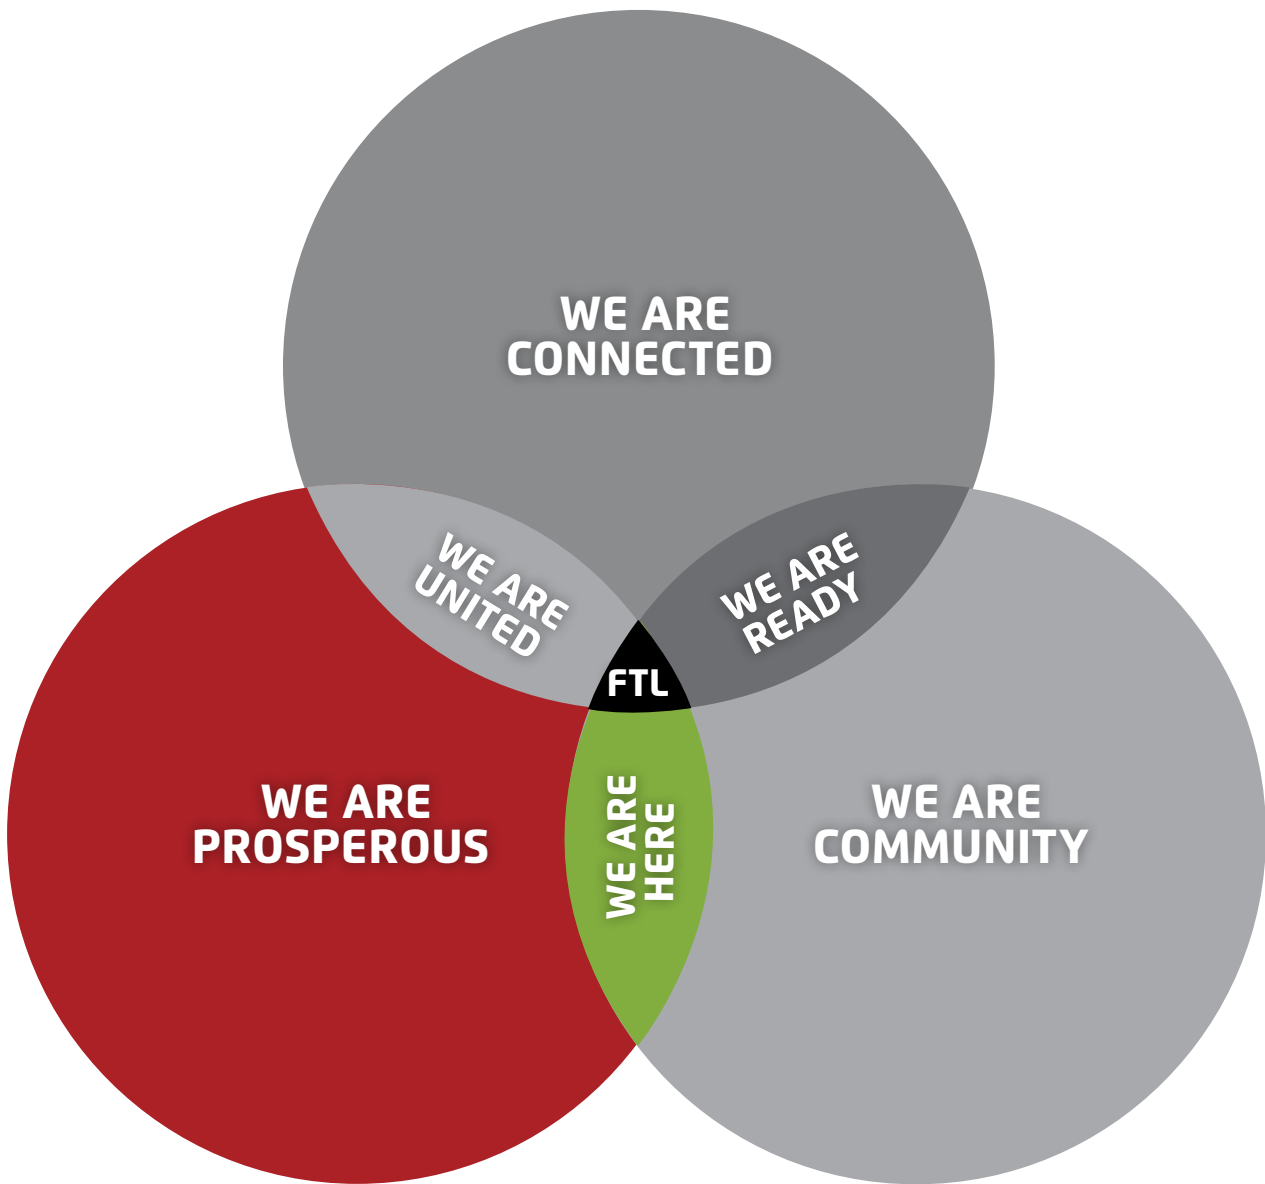 WE ARE
CONNECTED
WE ARE
UNITED
WE ARE
READY
FTL
WE ARE
PROSPEROUS
WE ARE
HERE
WE ARE
COMMUNITY